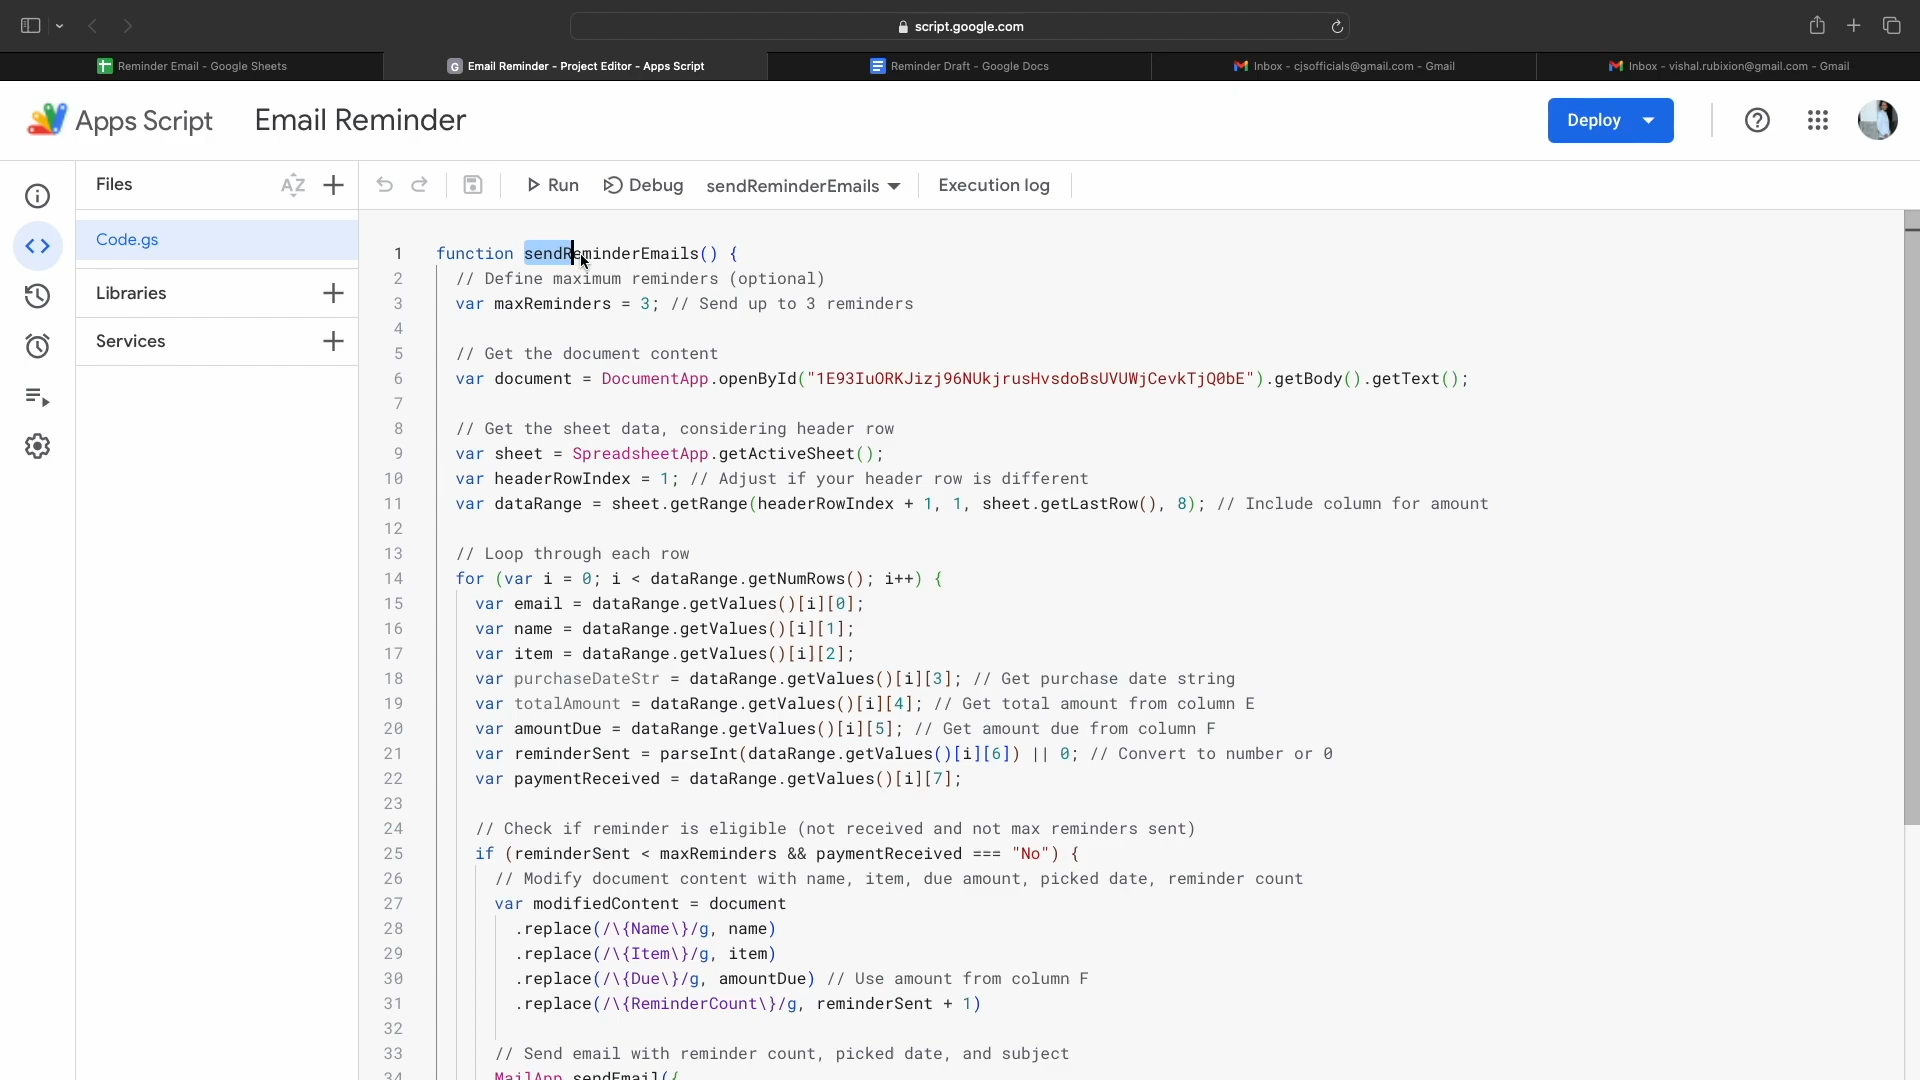 script.google.com
Reminder Email - Google Sheets
Email Reminder - Project Editor - Apps Script
Reminder Draft - Google Docs
Inbox - cjsofficials@gmail.com - Gmail
Inbox - vishal.rubixion@gmail.com - Gmail
Apps Script
Email Reminder
Deploy
Files
AZ
Run
Debug
sendReminderEmails
Execution log
Code.gs
Libraries
Services
1 function sendReminderEmails() {
2 // Define maximum reminders (optional)
3 var maxReminders = 3; // Send up to 3 reminders
4
5 // Get the document content
6 var document = DocumentApp.openById("1E93IuORKJizj96NUkjrusHvsdoBsUVUWjCevkTjQ0bE").getBody().getText();
7
8 // Get the sheet data, considering header row
9 var sheet = SpreadsheetApp.getActiveSheet();
10 var headerRowIndex = 1; // Adjust if your header row is different
11 var dataRange = sheet.getRange(headerRowIndex + 1, 1, sheet.getLastRow(), 8); // Include column for amount
12
13 // Loop through each row
14 for (var i = 0; i < dataRange.getNumRows(); i++) {
15 var email = dataRange.getValues()[i][0];
16 var name = dataRange.getValues()[i][1];
17 var item = dataRange.getValues()[i][2];
18 var purchaseDateStr = dataRange.getValues()[i][3]; // Get purchase date string
19 var totalAmount = dataRange.getValues()[i][4]; // Get total amount from column E
20 var amountDue = dataRange.getValues()[i][5]; // Get amount due from column F
21 var reminderSent = parseInt(dataRange.getValues()[i][6]) || 0; // Convert to number or 0
22 var paymentReceived = dataRange.getValues()[i][7];
23
24 // Check if reminder is eligible (not received and not max reminders sent)
25 if (reminderSent < maxReminders && paymentReceived === "No") {
26 // Modify document content with name, item, due amount, picked date, reminder count
27 var modifiedContent = document
28 .replace(/\{Name\}/g, name)
29 .replace(/\{Item\}/g, item)
30 .replace(/\{Due\}/g, amountDue) // Use amount from column F
31 .replace(/\{ReminderCount\}/g, reminderSent + 1)
32
33 // Send email with reminder count, picked date, and subject
34 MailApp.sendEmail({